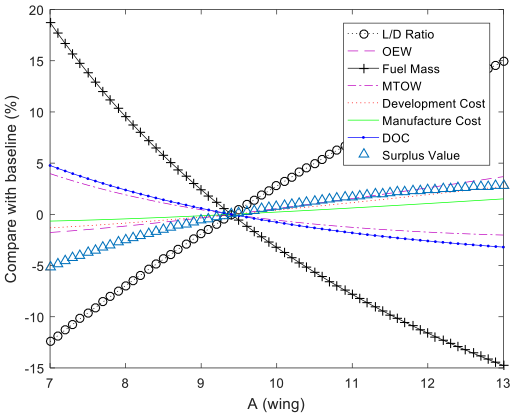 20
15
10
5
0
-5
-10
-15
Compare with baseline (%)
7
8
9
10
11
12
13
A (wing)
L/D Ratio
OEW
Fuel Mass
MTOW
Development Cost
Manufacture Cost
DOC
Surplus Value